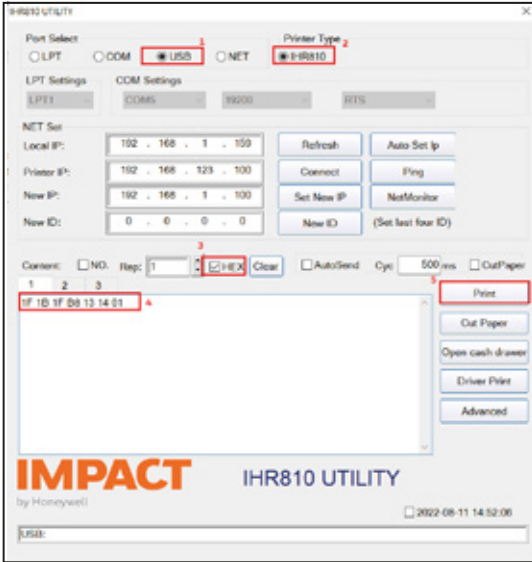 IHR810 UTILITY
Port Select
1
Printer Type
2
LPT
COM
USB
NET
IHR810
LPT Settings
COM Settings
LPT1
COM5
19200
RTS
NET Set
Local IP:
192 . 168 . 1 . 159
Refresh
Auto Set Ip
Printer IP:
192 . 168 . 123 . 100
Connect
Ping
New IP:
192 . 168 . 1 . 100
Set New IP
NetMonitor
New ID:
0 . 0 . 0 . 0
New ID
(Set last four ID)
3
Content:
NO.
Rep:
1
HEX
Clear
AutoSend
Cyc
500
ms
CutPaper
1
2
3
5
Print
1F 1B 1F B8 13 14 01
4
Cut Paper
Open cash drawer
Driver Print
Advanced
IMPACT
by Honeywell
IHR810 UTILITY
2022-08-11 14:52:06
USB: